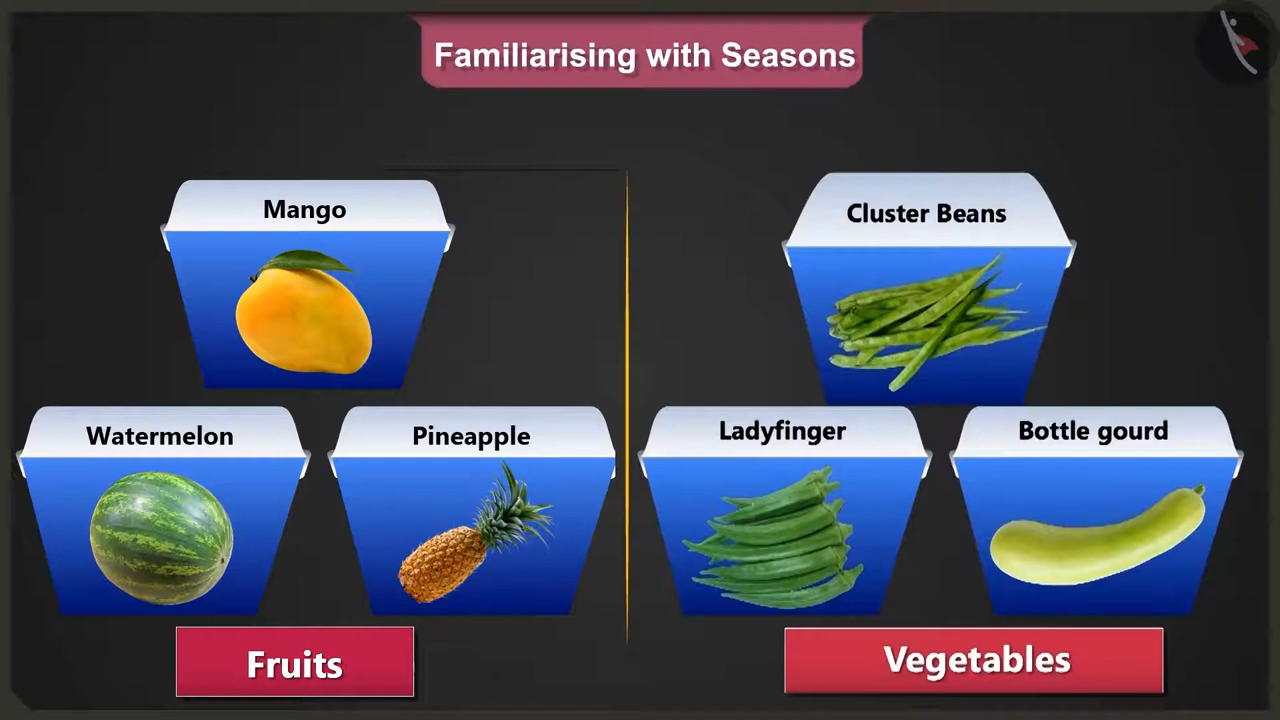 Familiarising with Seasons
Mango
Watermelon
Pineapple
Fruits
Cluster Beans
Ladyfinger
Bottle gourd
Vegetables